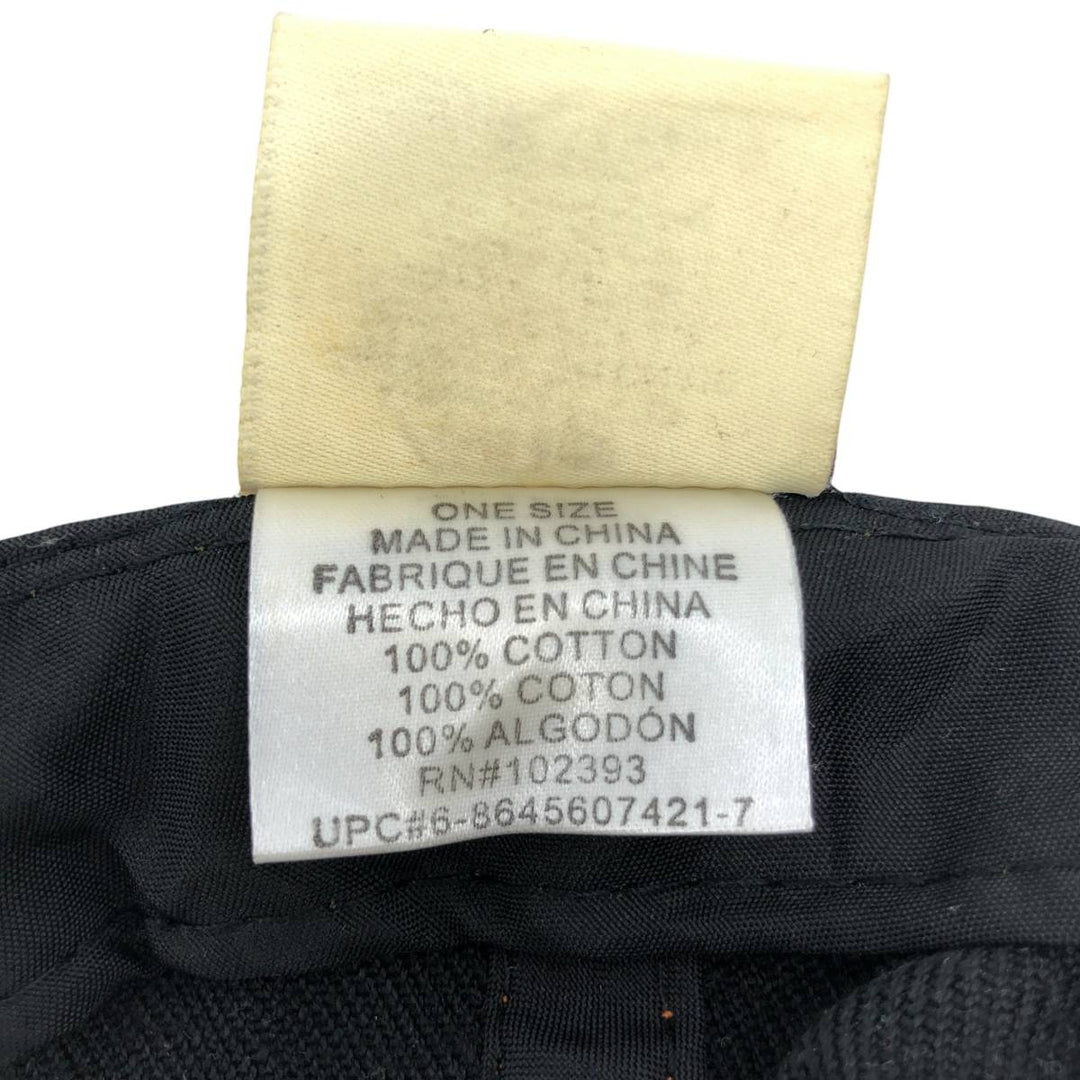 ONE SIZE
MADE IN CHINA
FABRIQUE EN CHINE
HECHO EN CHINA
100% COTTON
100% COTON
100% ALGODÓN
RN#102393
UPC#6-8645607421-7